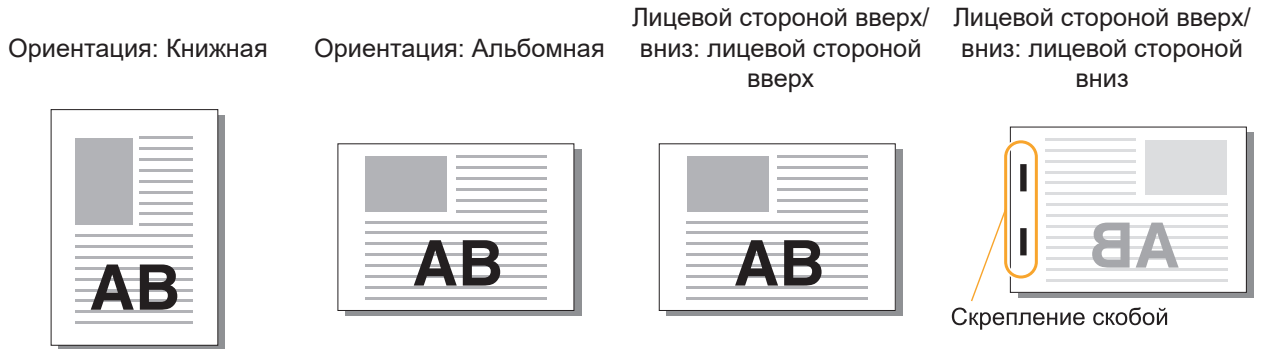 Ориентация: Книжная
Ориентация: Альбомная
Лицевой стороной вверх/
вниз: лицевой стороной
вверх
Лицевой стороной вверх/
вниз: лицевой стороной
вниз
AB
AB
AB
AB
Скрепление скобой